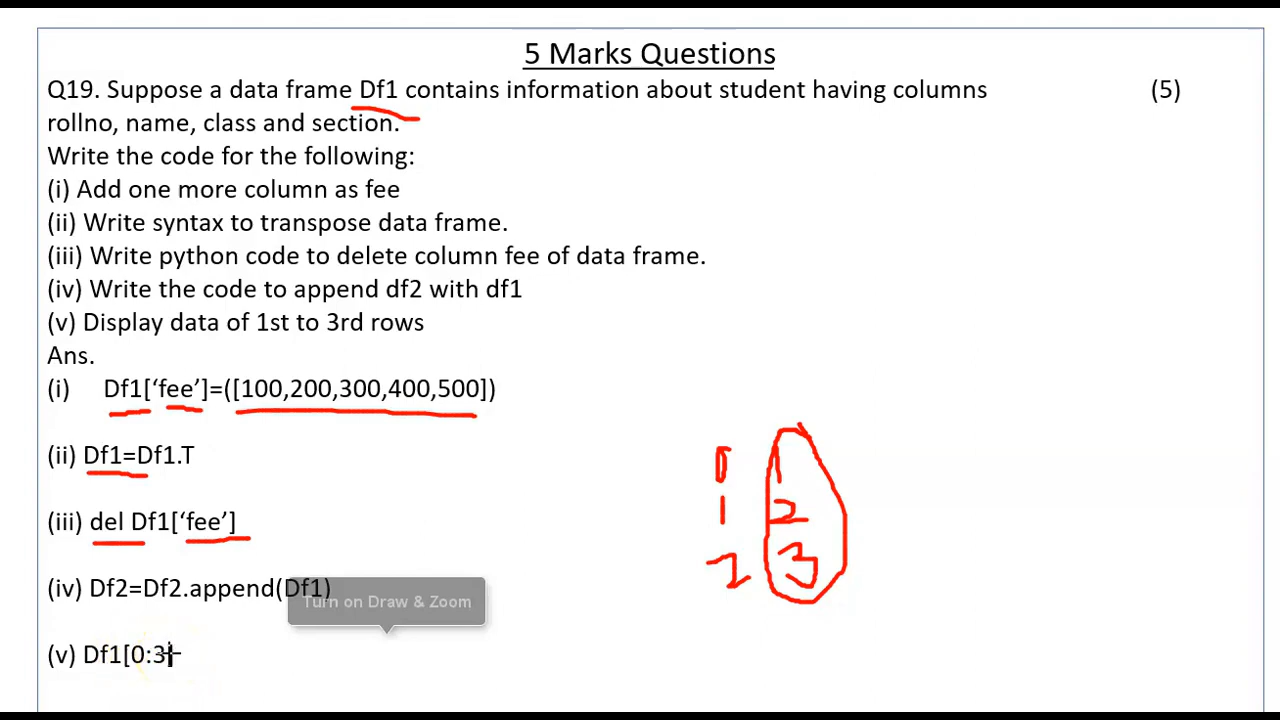 5 Marks Questions
Q19. Suppose a data frame Df1 contains information about student having columns (5)
rollno, name, class and section.
Write the code for the following:
(i) Add one more column as fee
(ii) Write syntax to transpose data frame.
(iii) Write python code to delete column fee of data frame.
(iv) Write the code to append df2 with df1
(v) Display data of 1st to 3rd rows
Ans.
(i) Df1[‘fee’]=([100,200,300,400,500])
(ii) Df1=Df1.T
(iii) del Df1[‘fee’]
(iv) Df2=Df2.append(Df1)
Turn on Draw & Zoom
(v) Df1[0:3]
0 1
1 2
2 3